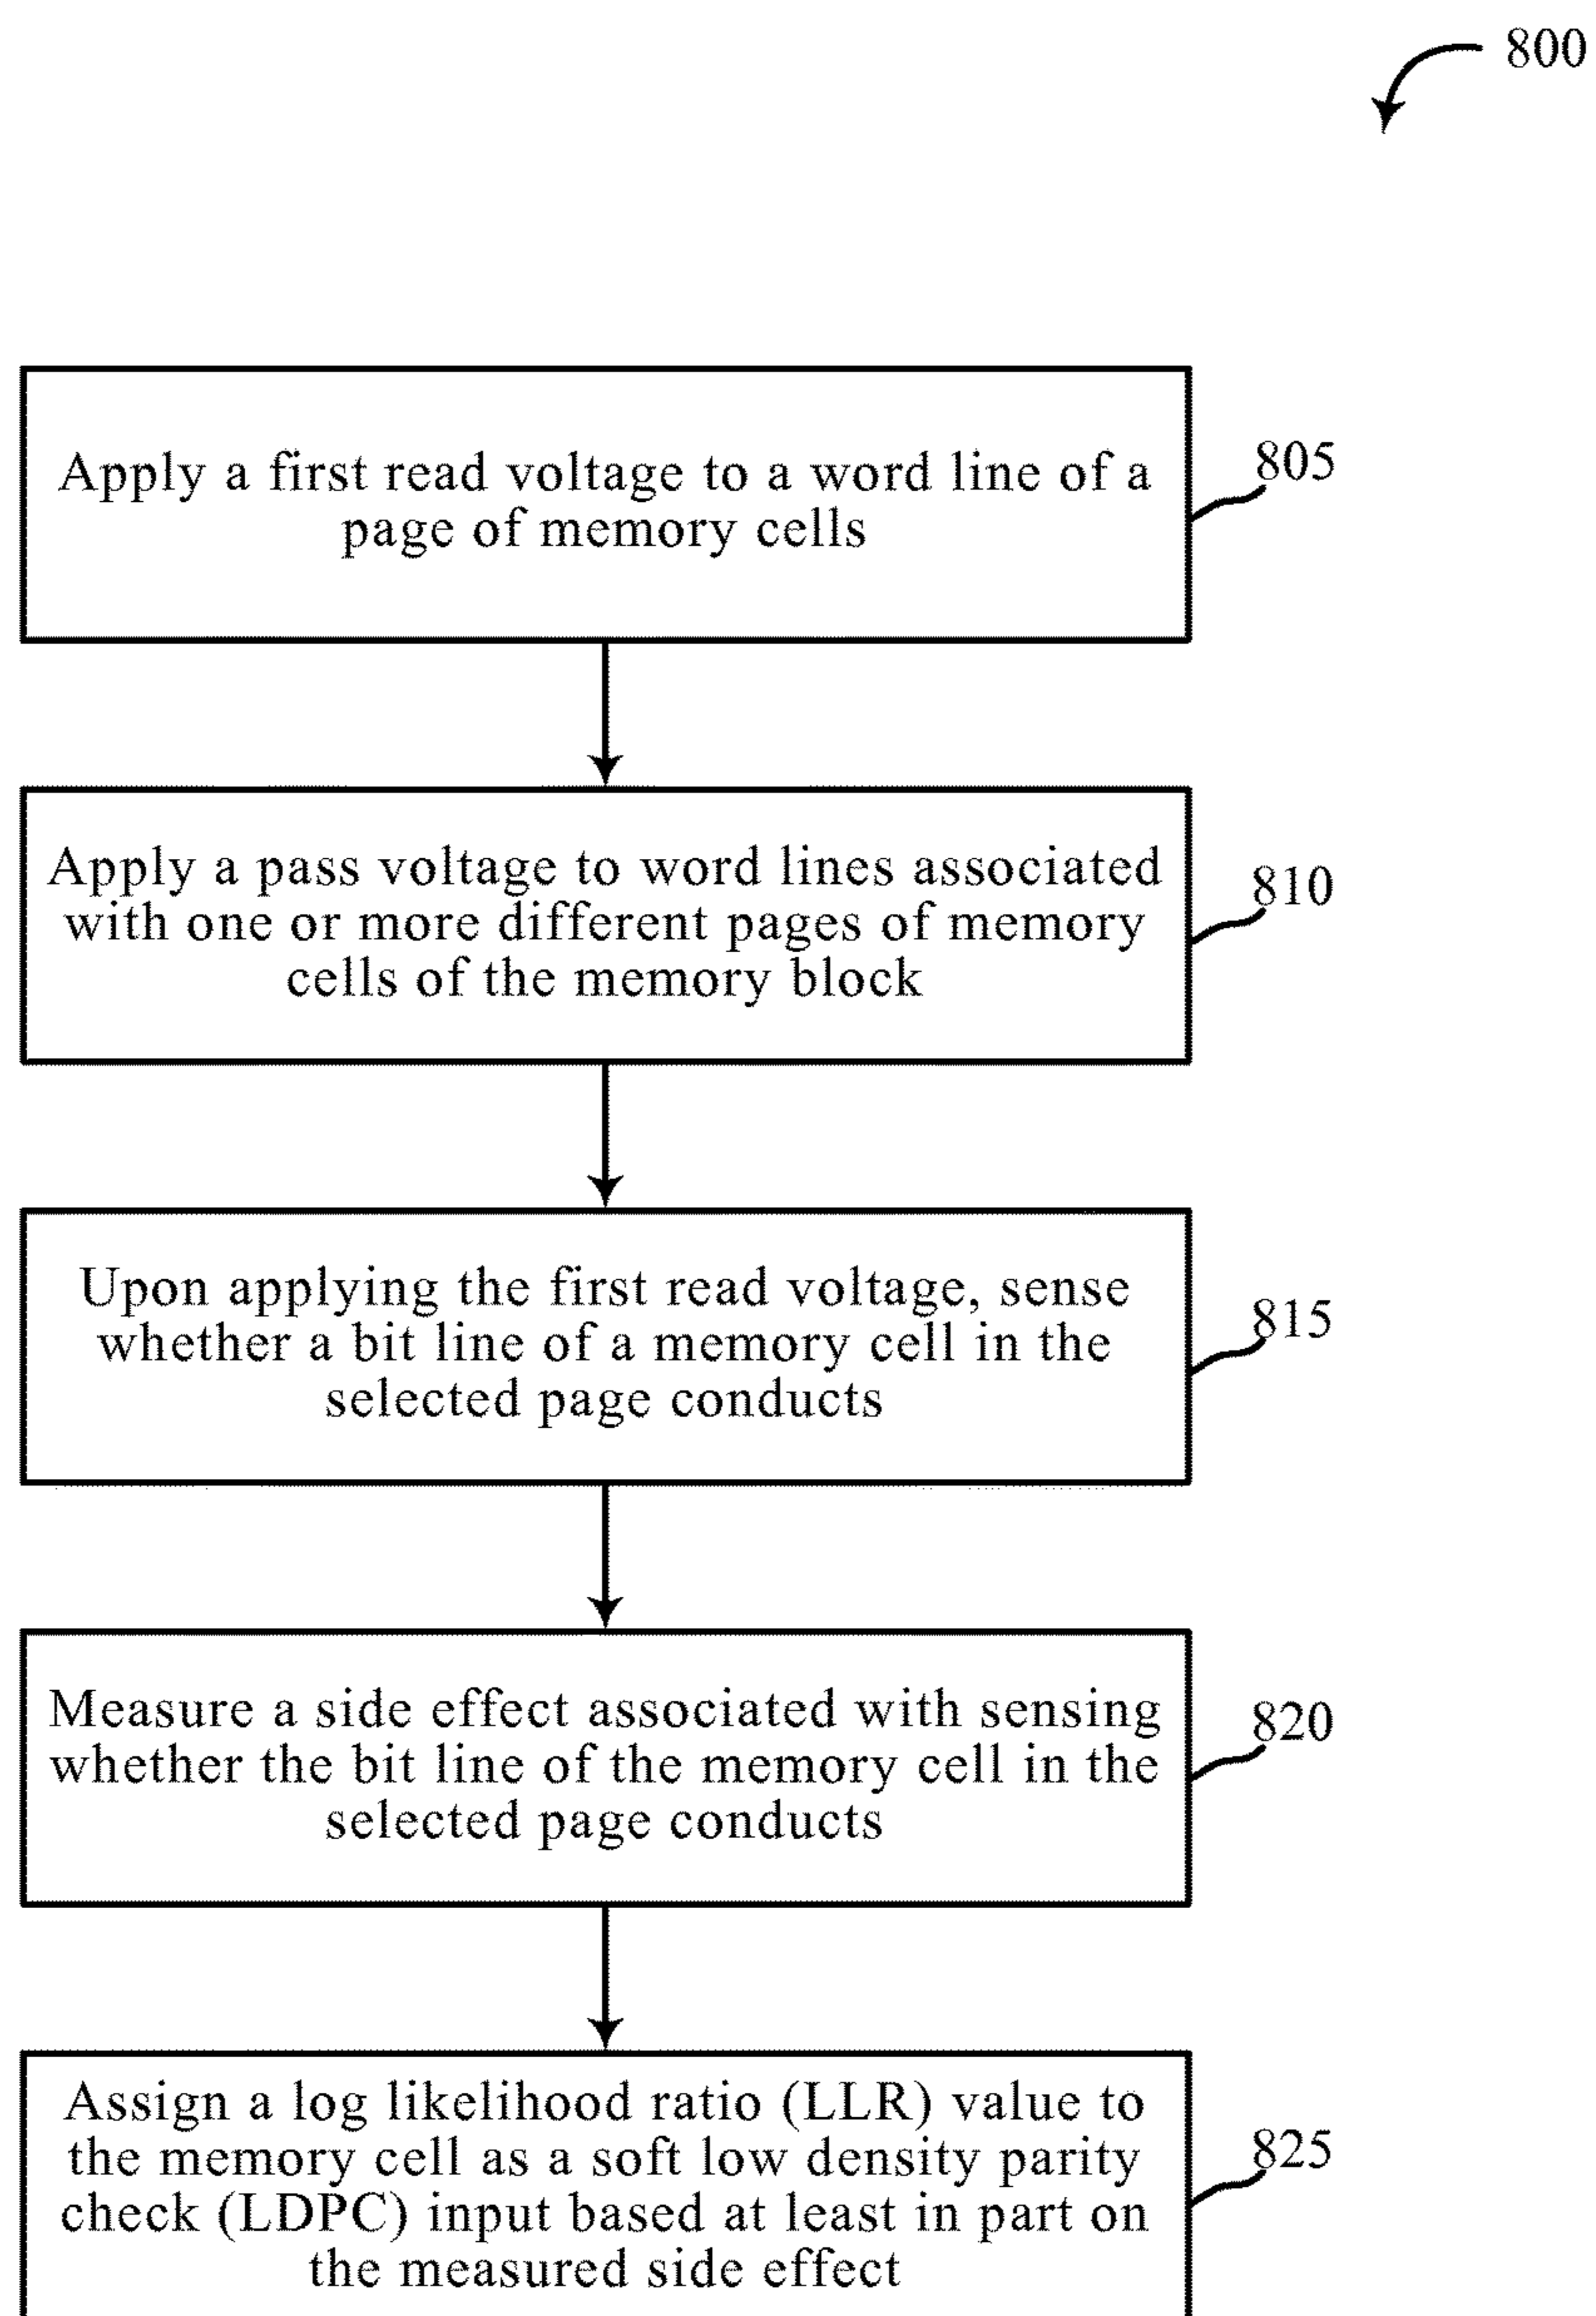 800
Apply a first read voltage to a word line of a
page of memory cells
805
Apply a pass voltage to word lines associated
with one or more different pages of memory
cells of the memory block
810
Upon applying the first read voltage, sense
whether a bit line of a memory cell in the
selected page conducts
815
Measure a side effect associated with sensing
whether the bit line of the memory cell in the
selected page conducts
820
Assign a log likelihood ratio (LLR) value to
the memory cell as a soft low density parity
check (LDPC) input based at least in part on
the measured side effect
825